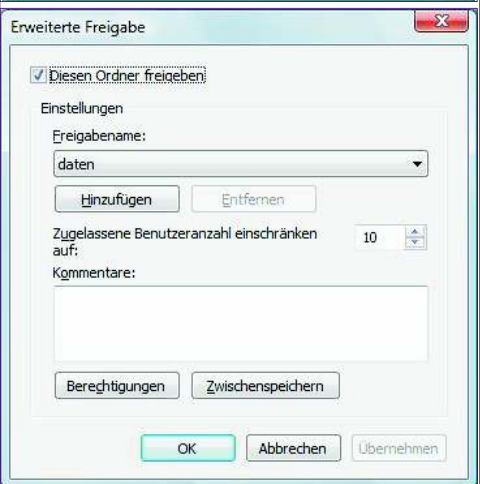 Erweiterte Freigabe
Diesen Ordner freigeben
Einstellungen
Freigabename:
daten
Hinzufügen
Entfernen
Zugelassene Benutzeranzahl einschränken
auf:
10
Kommentare:
Berechtigungen
Zwischenspeichern
OK
Abbrechen
Übernehmen